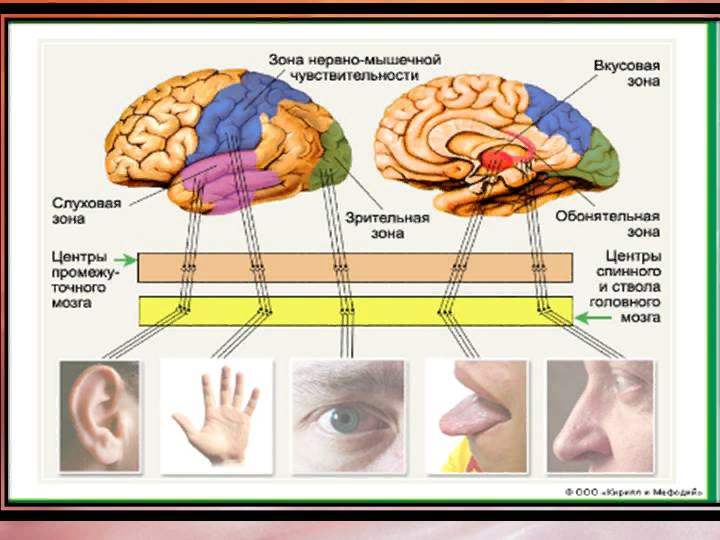 Зона нервно-мышечной
чувствительности
Вкусовая
зона
Слуховая
зона
Зрительная
зона
Обонятельная
зона
Центры
промежу-
точного
мозга
Центры
спинного
и ствола
головного
мозга
© ООО «Кирилл и Мефодий»